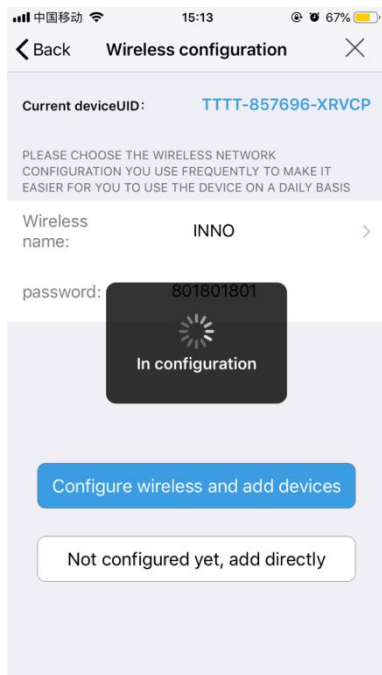 中国移动 15:13 67%
Back Wireless configuration
Current deviceUID: TTTT-857696-XRVCP
PLEASE CHOOSE THE WIRELESS NETWORK
CONFIGURATION YOU USE FREQUENTLY TO MAKE IT
EASIER FOR YOU TO USE THE DEVICE ON A DAILY BASIS
Wireless
name:
INNO
password: 801801801
In configuration
Configure wireless and add devices
Not configured yet, add directly